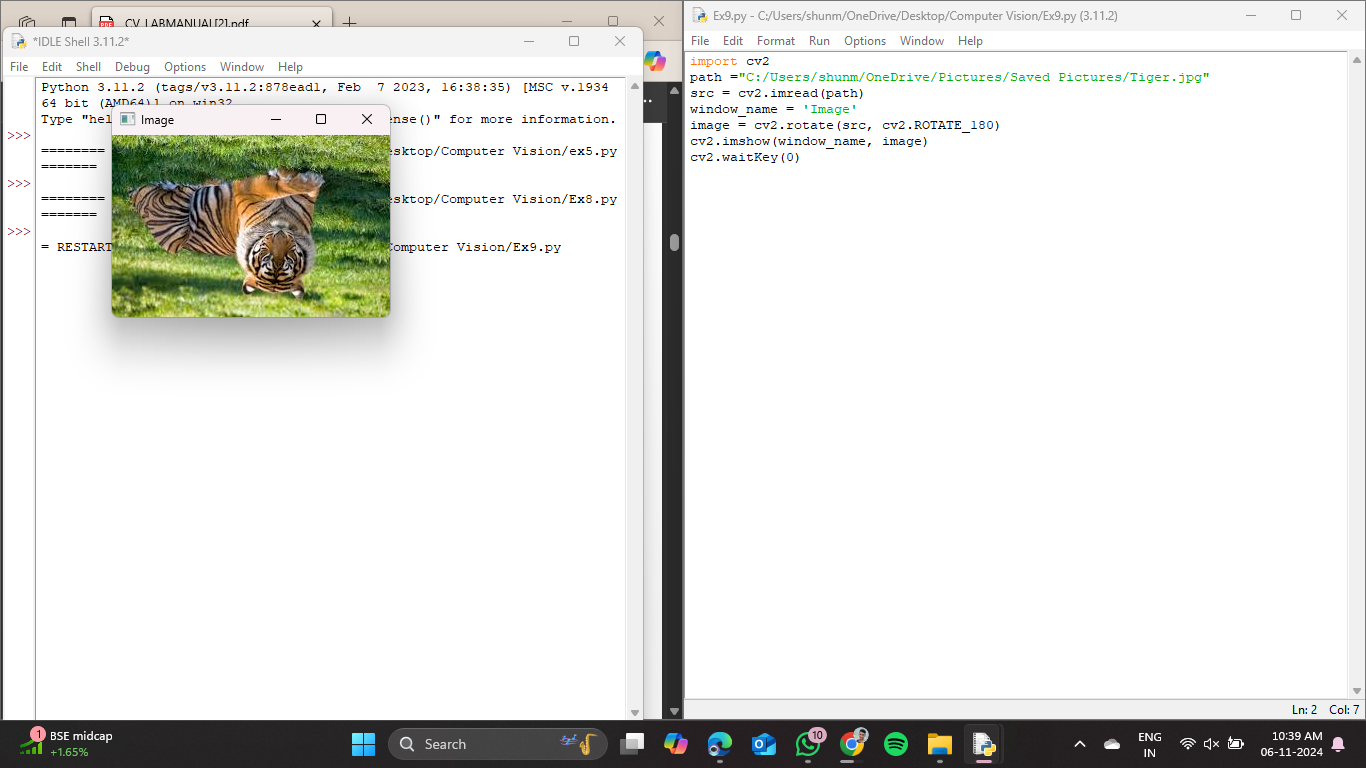 CV_LABMANUAL[2].pdf
*IDLE Shell 3.11.2*
File Edit Shell Debug Options Window Help
Python 3.11.2 (tags/v3.11.2:878ead1, Feb  7 2023, 16:38:35) [MSC v.1934
64 bit (AMD64)] on win32
Type "hel ense()" for more information.
>>>
======== esktop/Computer Vision/ex5.py
=======
>>>
======== esktop/Computer Vision/Ex8.py
=======
>>>
= RESTART Computer Vision/Ex9.py
Image
Ex9.py - C:/Users/shunm/OneDrive/Desktop/Computer Vision/Ex9.py (3.11.2)
File Edit Format Run Options Window Help
import cv2
path ="C:/Users/shunm/OneDrive/Pictures/Saved Pictures/Tiger.jpg"
src = cv2.imread(path)
window_name = 'Image'
image = cv2.rotate(src, cv2.ROTATE_180)
cv2.imshow(window_name, image)
cv2.waitKey(0)
Ln: 2 Col: 7
1
BSE midcap
+1.65%
Search
10
ENG
IN
10:39 AM
06-11-2024